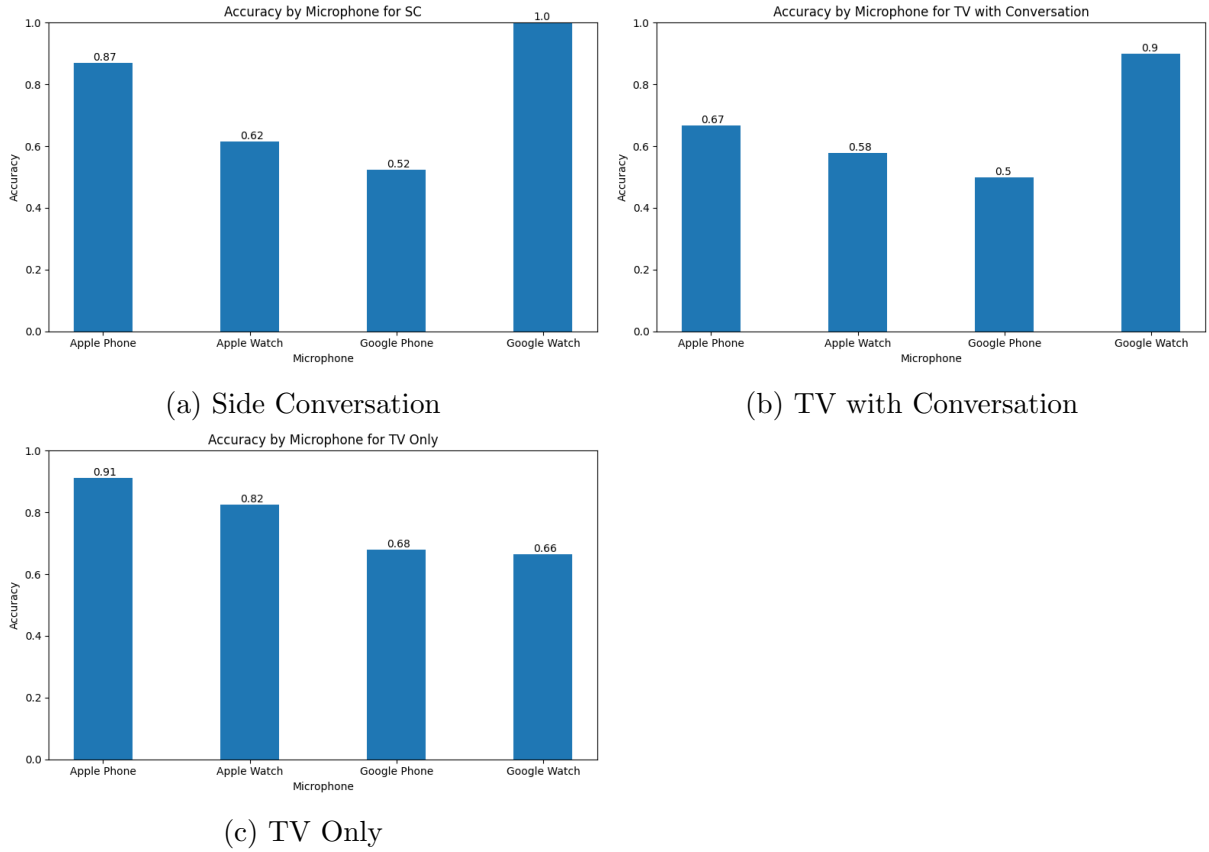 Accuracy by Microphone for SC
1.0
0.8
0.6
0.4
0.2
0.0
Accuracy
0.87
0.62
0.52
1.0
Apple Phone Apple Watch Google Phone Google Watch
Microphone
(a) Side Conversation
Accuracy by Microphone for TV with Conversation
1.0
0.8
0.6
0.4
0.2
0.0
Accuracy
0.67
0.58
0.5
0.9
Apple Phone Apple Watch Google Phone Google Watch
Microphone
(b) TV with Conversation
Accuracy by Microphone for TV Only
1.0
0.8
0.6
0.4
0.2
0.0
Accuracy
0.91
0.82
0.68
0.66
Apple Phone Apple Watch Google Phone Google Watch
Microphone
(c) TV Only